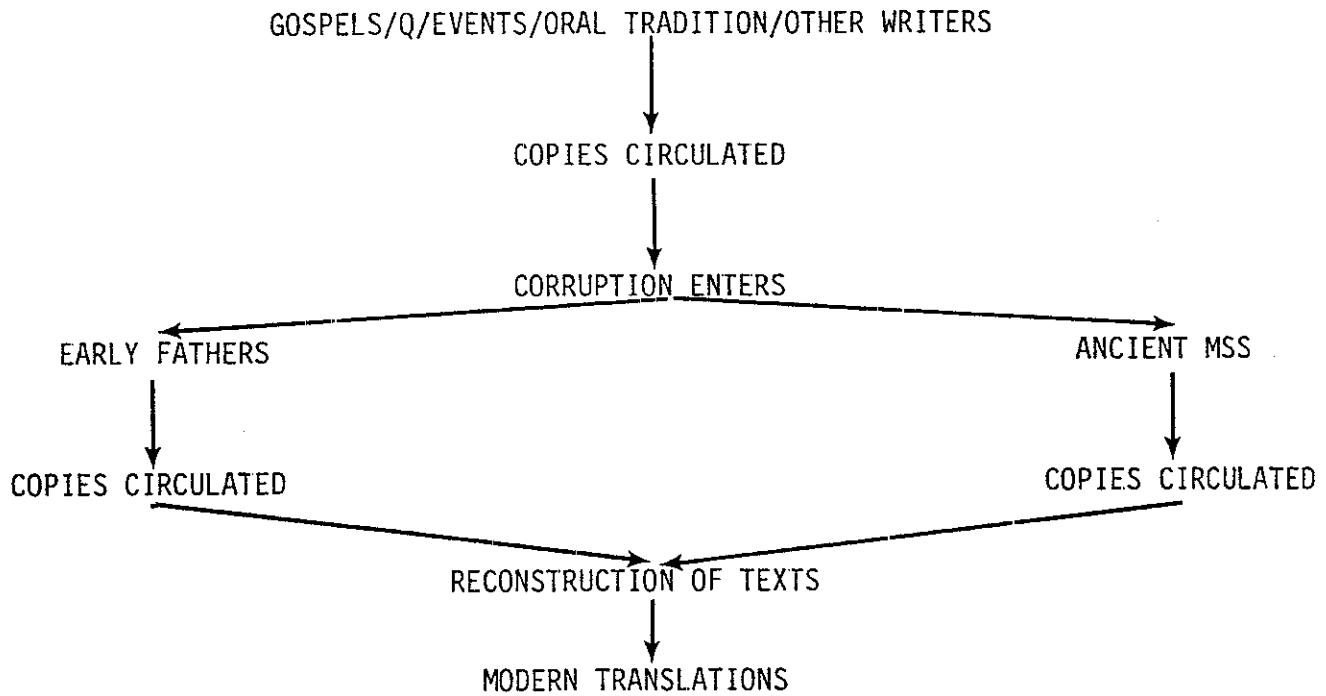 GOSPELS/Q/EVENTS/ORAL TRADITION/OTHER WRITERS
COPIES CIRCULATED
CORRUPTION ENTERS
EARLY FATHERS
ANCIENT MSS
COPIES CIRCULATED
COPIES CIRCULATED
RECONSTRUCTION OF TEXTS
MODERN TRANSLATIONS